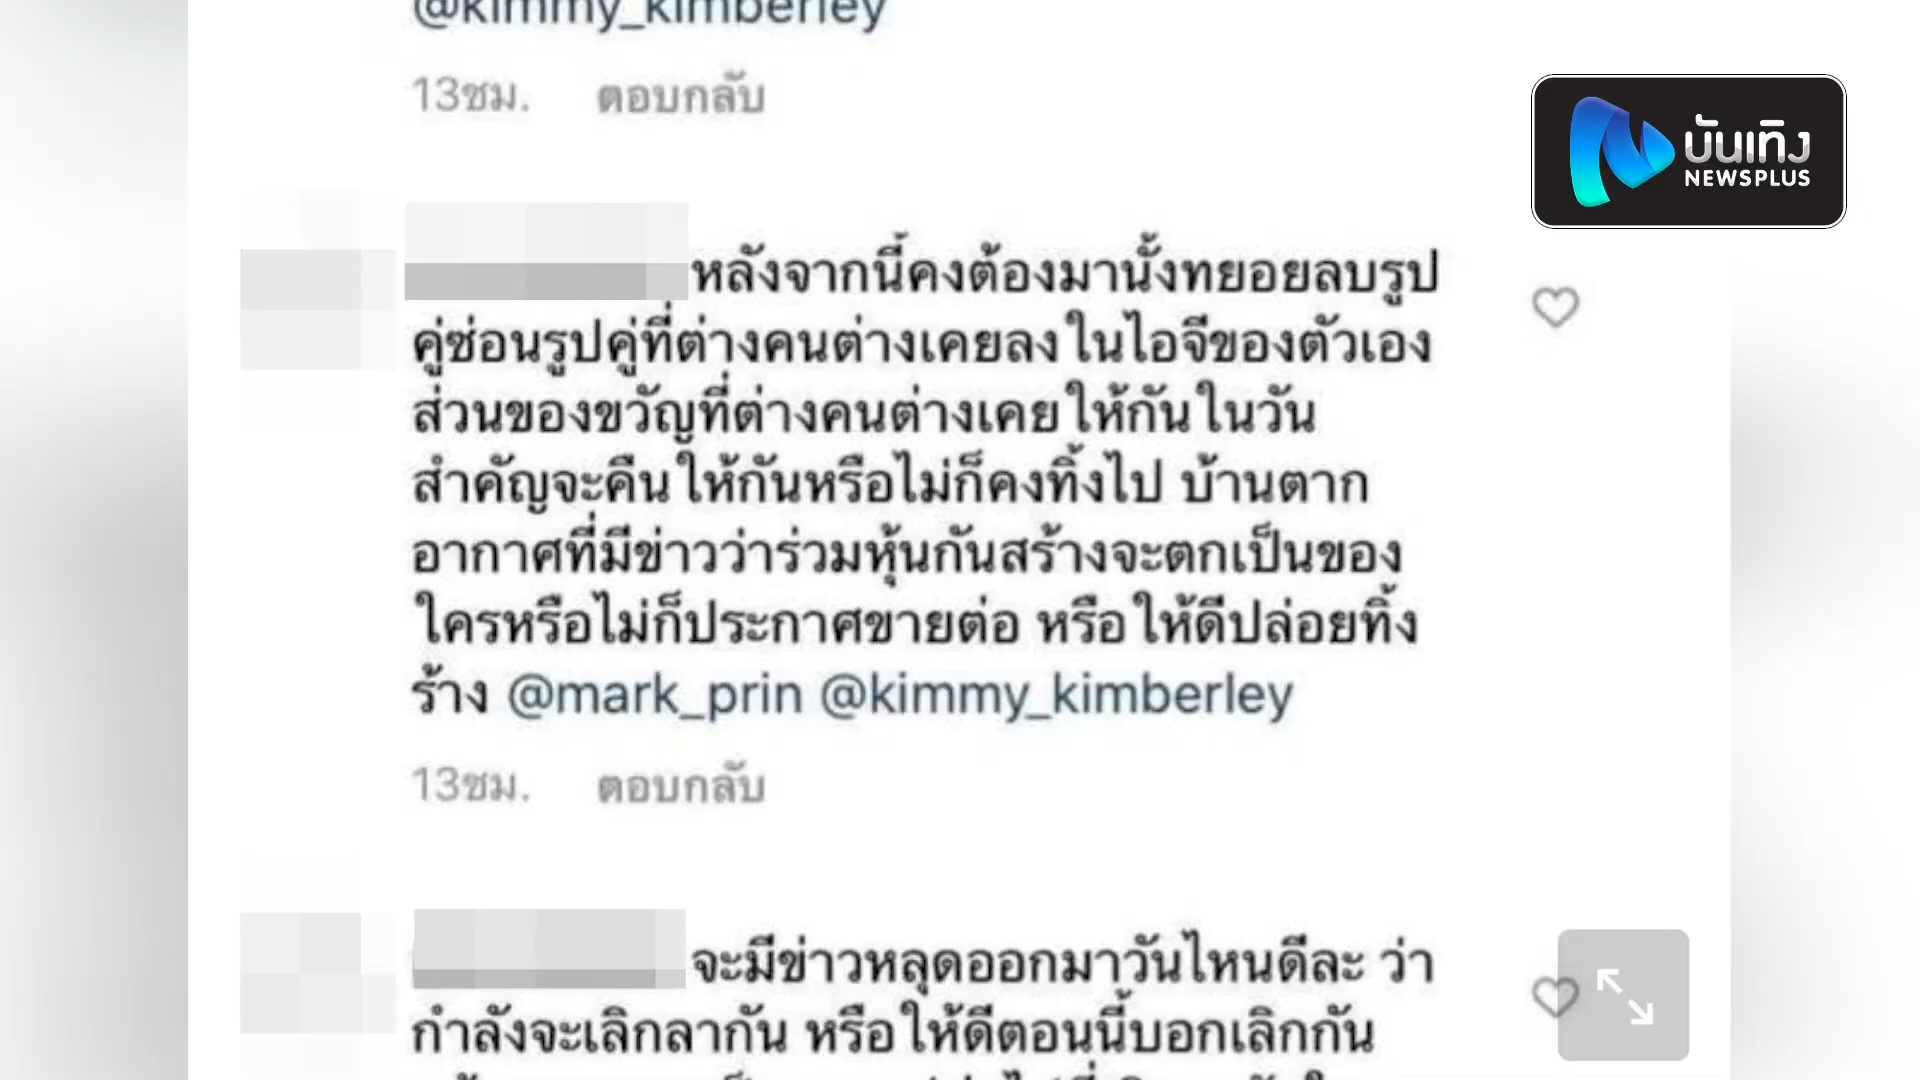 @kimmy_kimberley
13ชม. ตอบกลับ
บันเทิง
NEWSPLUS
หลังจากนี้คงต้องมานั้งทยอยลบรูป
คู่ซ่อนรูปคู่ที่ต่างคนต่างเคยลงในไอจีของตัวเอง
ส่วนของขวัญที่ต่างคนต่างเคยให้กันในวัน
สำคัญจะคืนให้กันหรือไม่ก็คงทิ้งไป บ้านตาก
อากาศที่มีข่าวว่าร่วมหุ้นกันสร้างจะตกเป็นของ
ใครหรือไม่ก็ประกาศขายต่อ หรือให้ดีปล่อยทิ้ง
ร้าง @mark_prin @kimmy_kimberley
13ชม. ตอบกลับ
จะมีข่าวหลุดออกมาวันไหนดีละ ว่า
กำลังจะเลิกลากัน หรือให้ดีตอนนี้บอกเลิกกัน